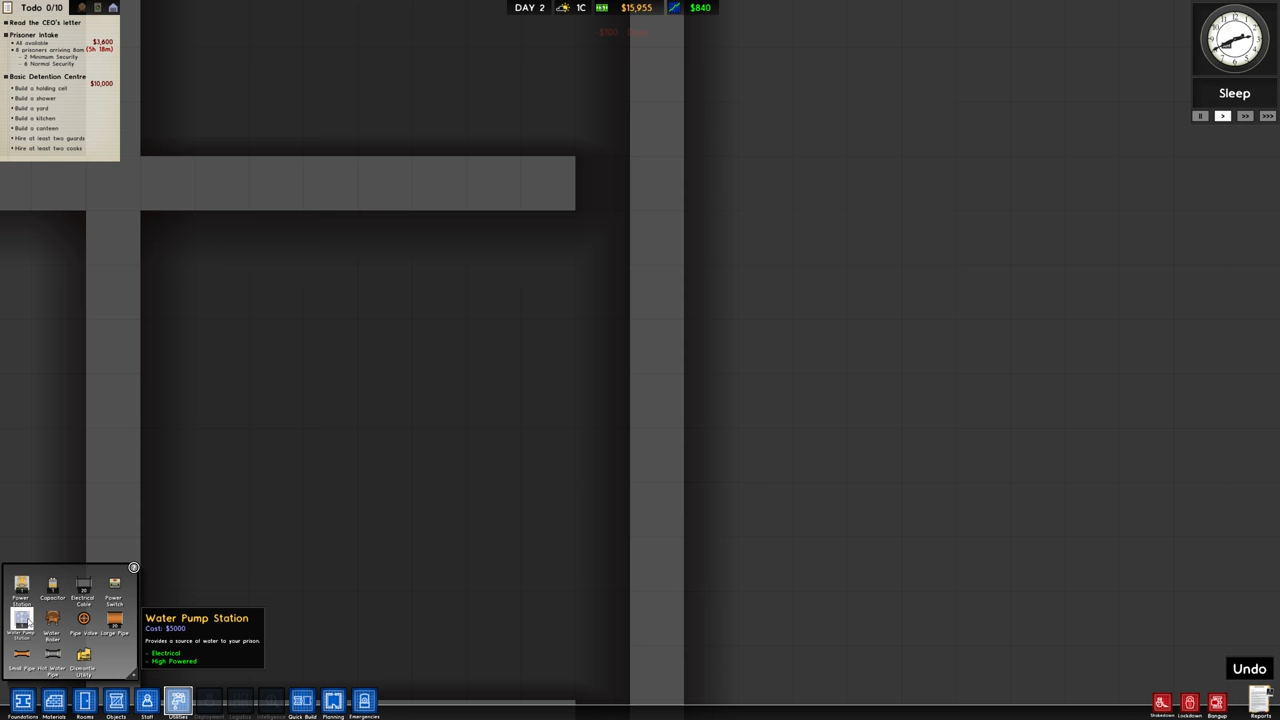 Todo 0/10
DAY 2
1C
$15,955
$840
Read the CEO's letter
Prisoner Intake
All available
$3,600
8 prisoners arriving 8am (5h 18m)
- 2 Minimum Security
- 6 Normal Security
Basic Detention Centre
$10,000
Build a holding cell
Build a shower
Build a yard
Build a kitchen
Build a canteen
Hire at least two guards
Hire at least two cooks
-$100
Sleep
Power Station
Capacitor
Electrical Cable
Power Switch
Water Pump Station
Water Boiler
Pipe Valve
Large Pipe
Small Pipe
Hot Water Pipe
Dismantle Utility
Water Pump Station
Cost: $5000
Provides a source of water to your prison.
- Electrical
- High Powered
Undo
Foundations
Materials
Rooms
Objects
Staff
Utilities
Deployment
Logistics
Intelligence
Quick Build
Planning
Emergencies
Shakedown
Lockdown
Bangup
Reports